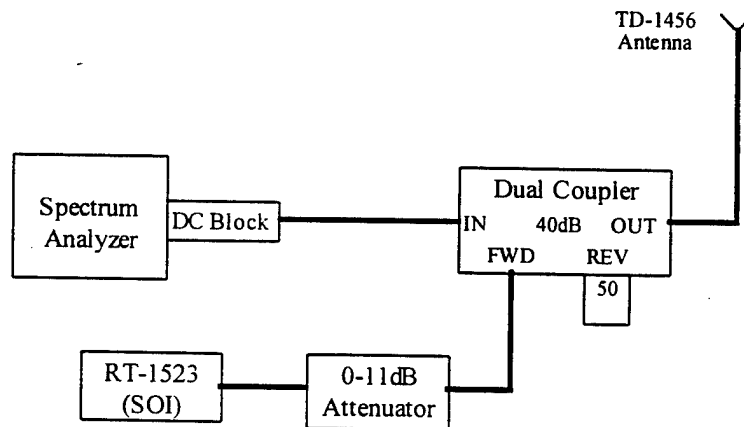 TD-1456
Antenna
Dual Coupler
Spectrum
Analyzer
DC Block
IN 40dB OUT
FWD REV
50
RT-1523
(SOI)
0-11dB
Attenuator